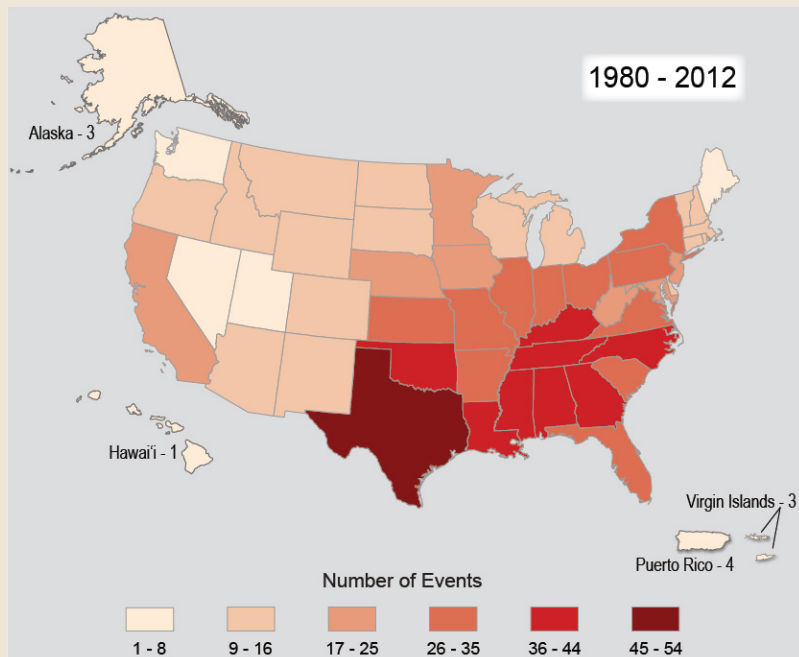 1980 - 2012
Alaska - 3
Hawai‘i - 1
Virgin Islands - 3
Puerto Rico - 4
Number of Events
1 - 8
9 - 16
17 - 25
26 - 35
36 - 44
45 - 54